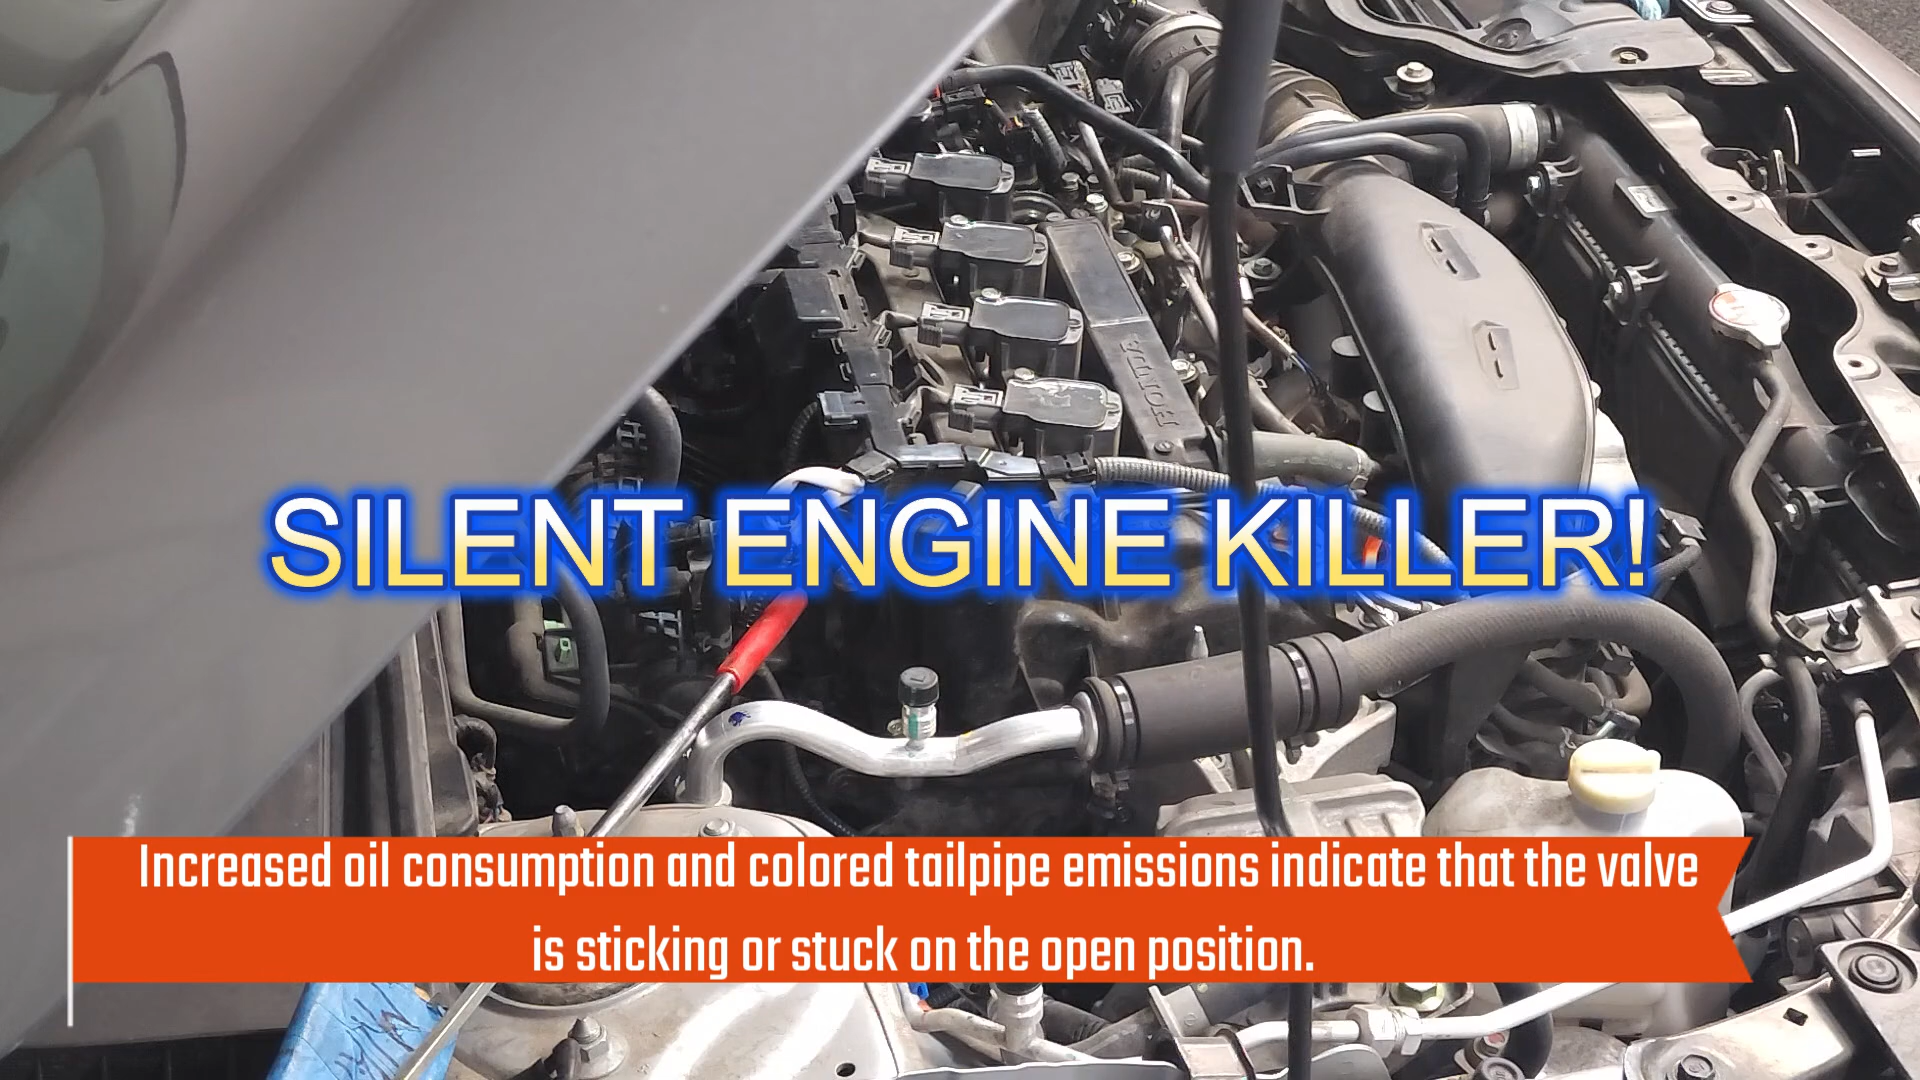 HONDA
SILENT ENGINE KILLER!
Increased oil consumption and colored tailpipe emissions indicate that the valve
is sticking or stuck on the open position.